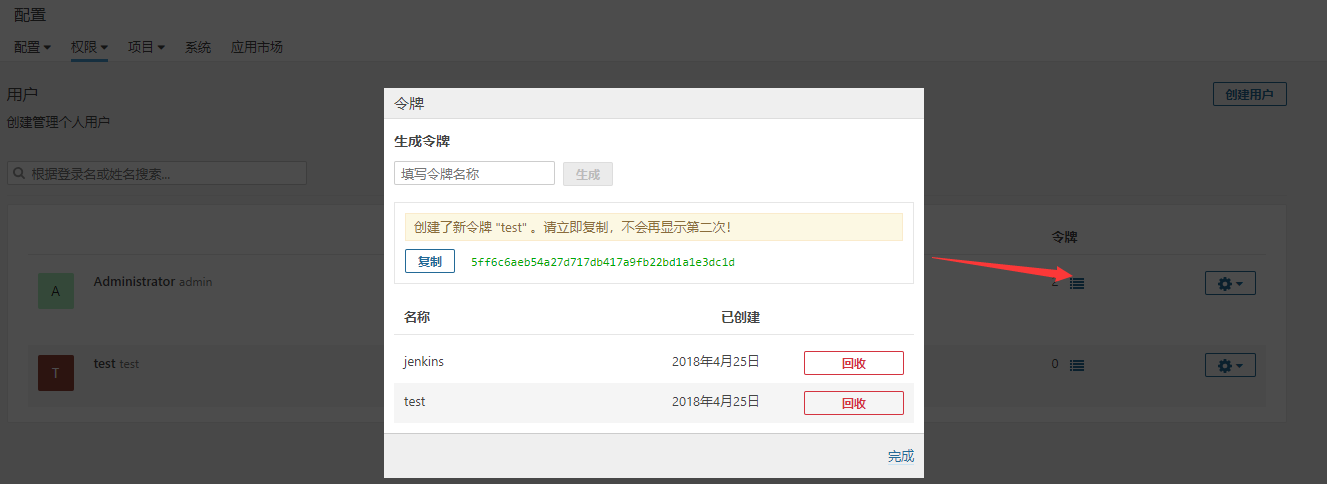 配置
配置 权限 项目 系统 应用市场
用户
创建用户
创建管理个人用户
根据登录名或姓名搜索...
令牌
A Administrator admin 2
T test test 0
令牌
生成令牌
填写令牌名称 生成
创建了新令牌 "test" 。请立即复制，不会再显示第二次!
复制 5ff6c6aeb54a27d717db417a9fb22bd1a1e3dc1d
名称 已创建
jenkins 2018年4月25日 回收
test 2018年4月25日 回收
完成